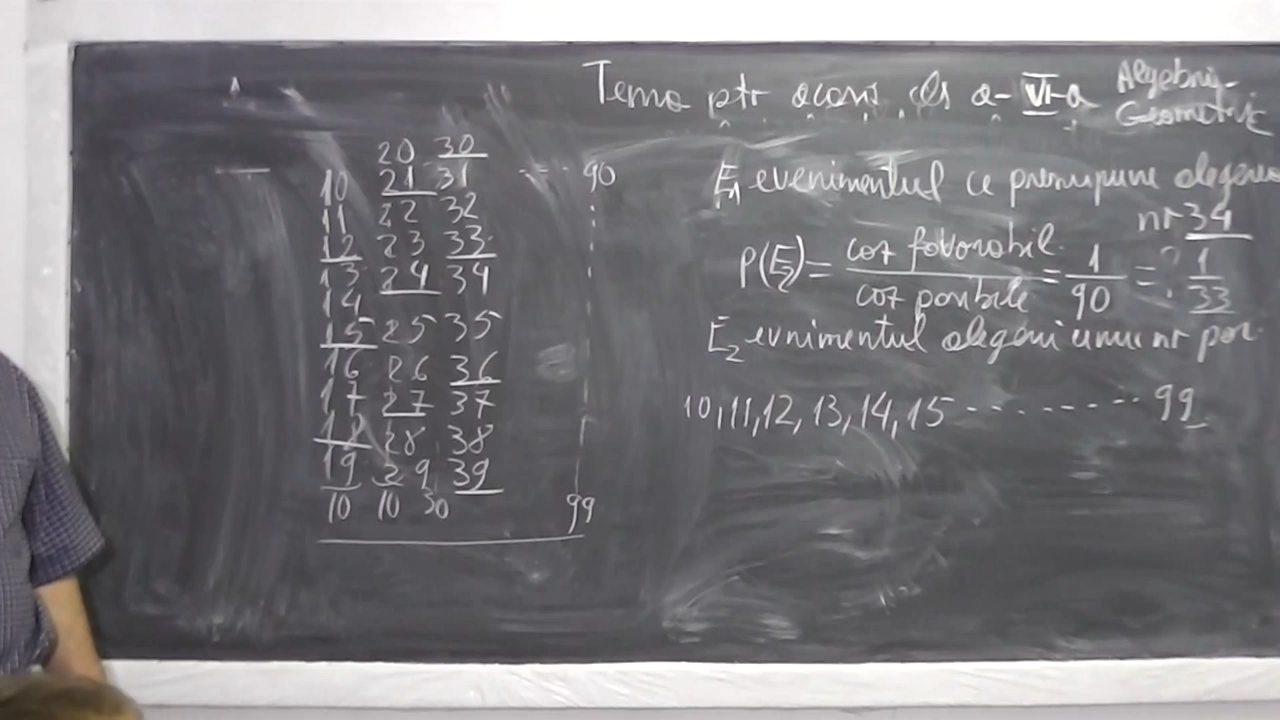 Tema ptr acasă cls a-VI-a Algebră-
Geometrie
20 30
10 21 31 ---- 90
11 22 32
12 23 33
13 24 34
14
15 25 35
16 26 36
17 27 37
18 28 38
19 29 39
10 10 30 99
E1 evenimentul ce presupune alegerea
nr 34
P(E2) = caz favorabil / caz posibile = 1/90 = ? 1/33
E2 evnimentul alegerii unui nr par
10, 11, 12, 13, 14, 15 --------- 99